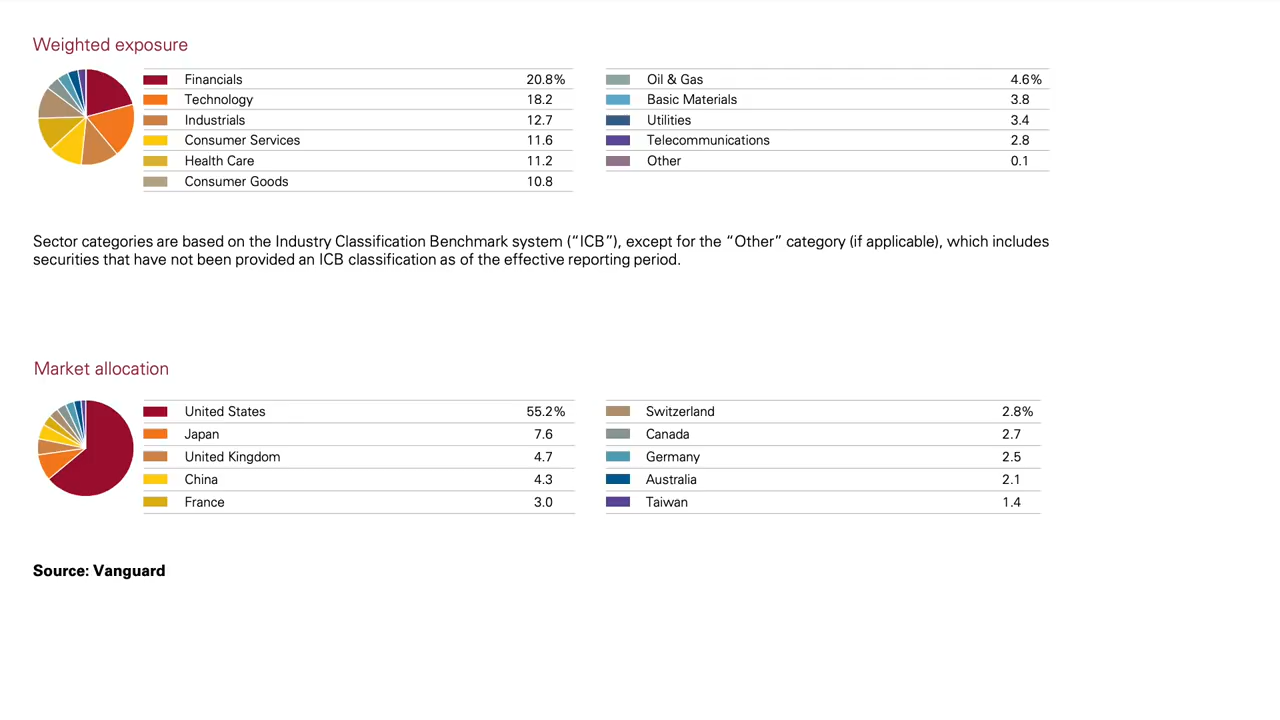 Weighted exposure
Financials 20.8%
Technology 18.2
Industrials 12.7
Consumer Services 11.6
Health Care 11.2
Consumer Goods 10.8
Oil & Gas 4.6%
Basic Materials 3.8
Utilities 3.4
Telecommunications 2.8
Other 0.1
Sector categories are based on the Industry Classification Benchmark system (“ICB”), except for the “Other” category (if applicable), which includes
securities that have not been provided an ICB classification as of the effective reporting period.
Market allocation
United States 55.2%
Japan 7.6
United Kingdom 4.7
China 4.3
France 3.0
Switzerland 2.8%
Canada 2.7
Germany 2.5
Australia 2.1
Taiwan 1.4
Source: Vanguard